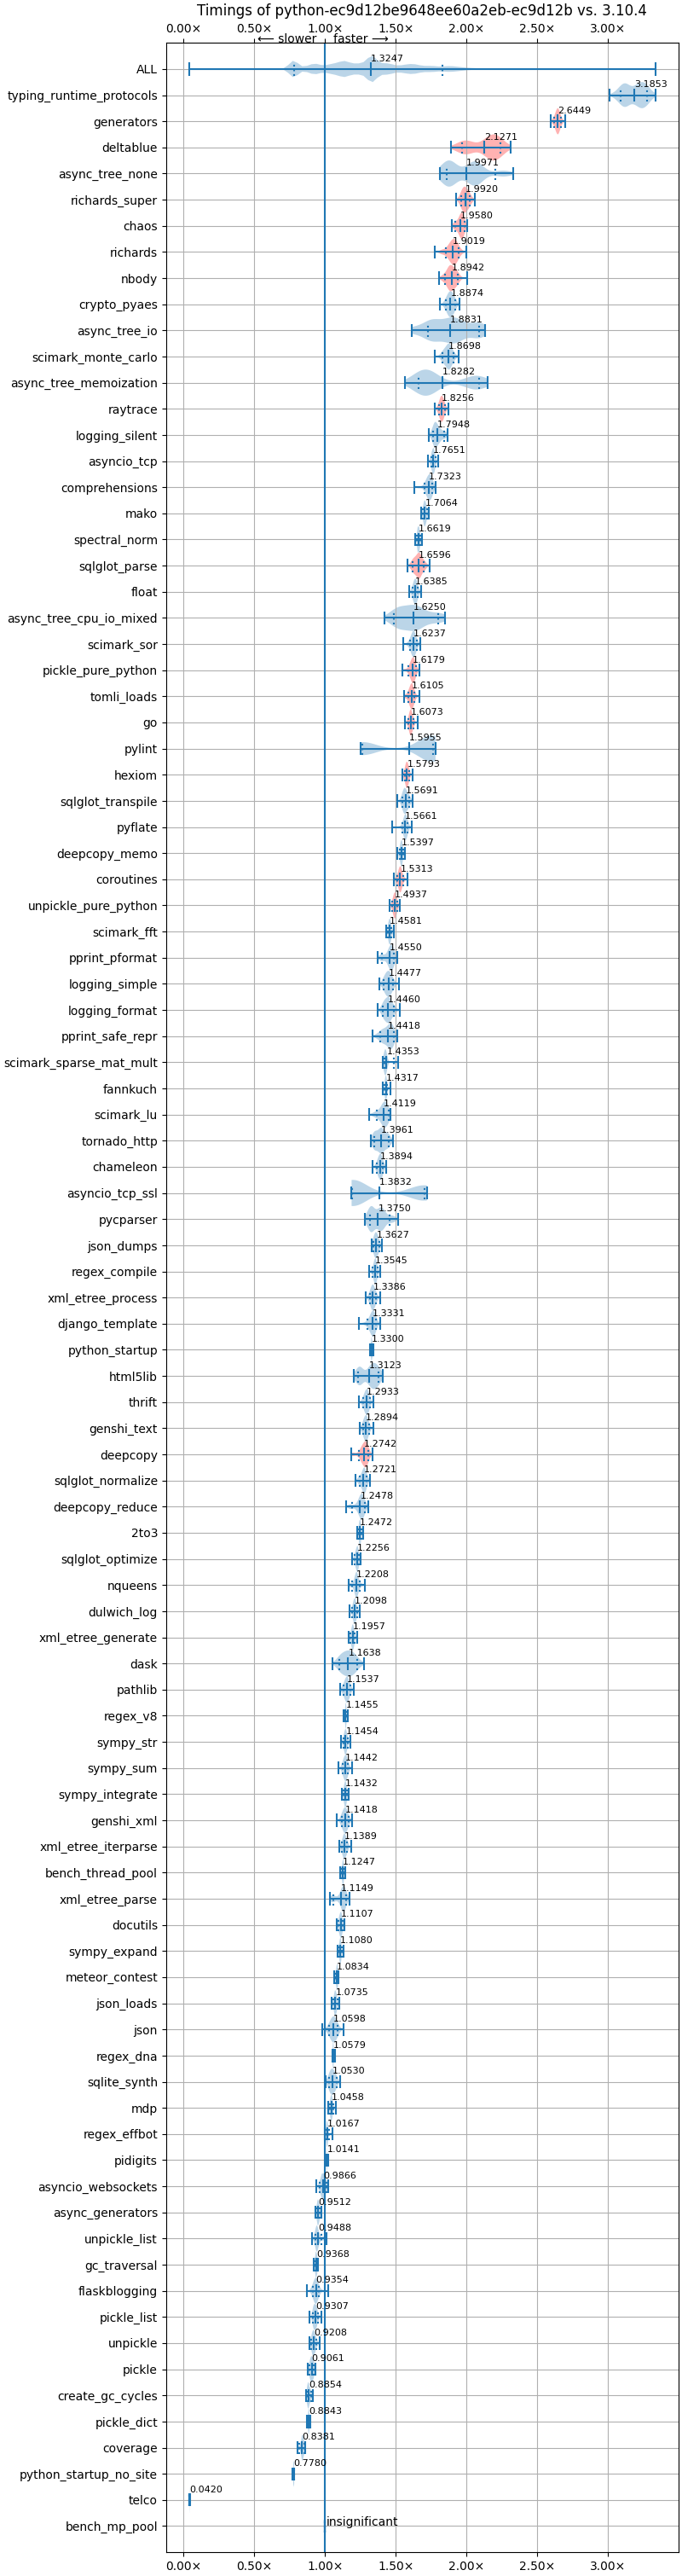 Timings of python-ec9d12be9648ee60a2eb-ec9d12b vs. 3.10.4
0.00× 0.50× 1.00× 1.50× 2.00× 2.50× 3.00×
⟵ slower faster ⟶
ALL 1.3247
typing_runtime_protocols 3.1853
generators 2.6449
deltablue 2.1271
async_tree_none 1.9971
richards_super 1.9920
chaos 1.9580
richards 1.9019
nbody 1.8942
crypto_pyaes 1.8874
async_tree_io 1.8831
scimark_monte_carlo 1.8698
async_tree_memoization 1.8282
raytrace 1.8256
logging_silent 1.7948
asyncio_tcp 1.7651
comprehensions 1.7323
mako 1.7064
spectral_norm 1.6619
sqlglot_parse 1.6596
float 1.6385
async_tree_cpu_io_mixed 1.6250
scimark_sor 1.6237
pickle_pure_python 1.6179
tomli_loads 1.6105
go 1.6073
pylint 1.5955
hexiom 1.5793
sqlglot_transpile 1.5691
pyflate 1.5661
deepcopy_memo 1.5397
coroutines 1.5313
unpickle_pure_python 1.4937
scimark_fft 1.4581
pprint_pformat 1.4550
logging_simple 1.4477
logging_format 1.4460
pprint_safe_repr 1.4418
scimark_sparse_mat_mult 1.4353
fannkuch 1.4317
scimark_lu 1.4119
tornado_http 1.3961
chameleon 1.3894
asyncio_tcp_ssl 1.3832
pycparser 1.3750
json_dumps 1.3627
regex_compile 1.3545
xml_etree_process 1.3386
django_template 1.3331
python_startup 1.3300
html5lib 1.3123
thrift 1.2933
genshi_text 1.2894
deepcopy 1.2742
sqlglot_normalize 1.2721
deepcopy_reduce 1.2478
2to3 1.2472
sqlglot_optimize 1.2256
nqueens 1.2208
dulwich_log 1.2098
xml_etree_generate 1.1957
dask 1.1638
pathlib 1.1537
regex_v8 1.1455
sympy_str 1.1454
sympy_sum 1.1442
sympy_integrate 1.1432
genshi_xml 1.1418
xml_etree_iterparse 1.1389
bench_thread_pool 1.1247
xml_etree_parse 1.1149
docutils 1.1107
sympy_expand 1.1080
meteor_contest 1.0834
json_loads 1.0735
json 1.0598
regex_dna 1.0579
sqlite_synth 1.0530
mdp 1.0458
regex_effbot 1.0167
pidigits 1.0141
asyncio_websockets 0.9866
async_generators 0.9512
unpickle_list 0.9488
gc_traversal 0.9368
flaskblogging 0.9354
pickle_list 0.9307
unpickle 0.9208
pickle 0.9061
create_gc_cycles 0.8854
pickle_dict 0.8843
coverage 0.8381
python_startup_no_site 0.7780
telco 0.0420
bench_mp_pool insignificant
0.00× 0.50× 1.00× 1.50× 2.00× 2.50× 3.00×